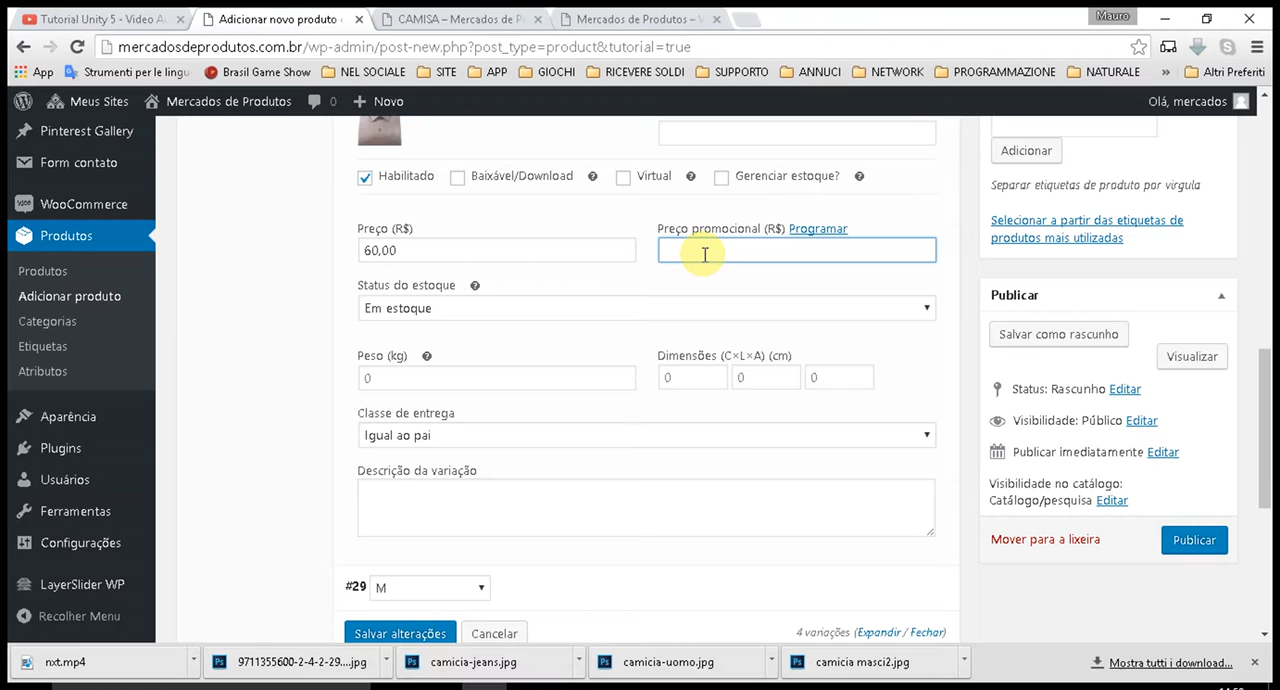 Tutorial Unity 5 - Video A
Adicionar novo produto
CAMISA – Mercados de P
Mercados de Produtos –
Mauro
mercadosdeprodutos.com.br/wp-admin/post-new.php?post_type=product&tutorial=true
App
Strumenti per le lingu
Brasil Game Show
NEL SOCIALE
SITE
APP
GIOCHI
RICEVERE SOLDI
SUPPORTO
ANNUCI
NETWORK
PROGRAMMAZIONE
NATURALE
»
Altri Preferiti
Meus Sites
Mercados de Produtos
0
Novo
Olá, mercados
Pinterest Gallery
Form contato
WooCommerce
Produtos
Produtos
Adicionar produto
Categorias
Etiquetas
Atributos
Aparência
Plugins
Usuários
Ferramentas
Configurações
LayerSlider WP
Recolher Menu
Habilitado
Baixável/Download
Virtual
Gerenciar estoque?
Preço (R$)
Preço promocional (R$) Programar
60,00
Status do estoque
Em estoque
Peso (kg)
Dimensões (C×L×A) (cm)
0
0
0
0
Classe de entrega
Igual ao pai
Descrição da variação
#29
M
Salvar alterações
Cancelar
4 variações (Expandir / Fechar)
Adicionar
Separar etiquetas de produto por vírgula
Selecionar a partir das etiquetas de
produtos mais utilizadas
Publicar
Salvar como rascunho
Visualizar
Status: Rascunho Editar
Visibilidade: Público Editar
Publicar imediatamente Editar
Visibilidade no catálogo:
Catálogo/pesquisa Editar
Mover para a lixeira
Publicar
nxt.mp4
9711355600-2-4-2-29....jpg
camicia-jeans.jpg
camicia-uomo.jpg
camicia masci2.jpg
Mostra tutti i download...